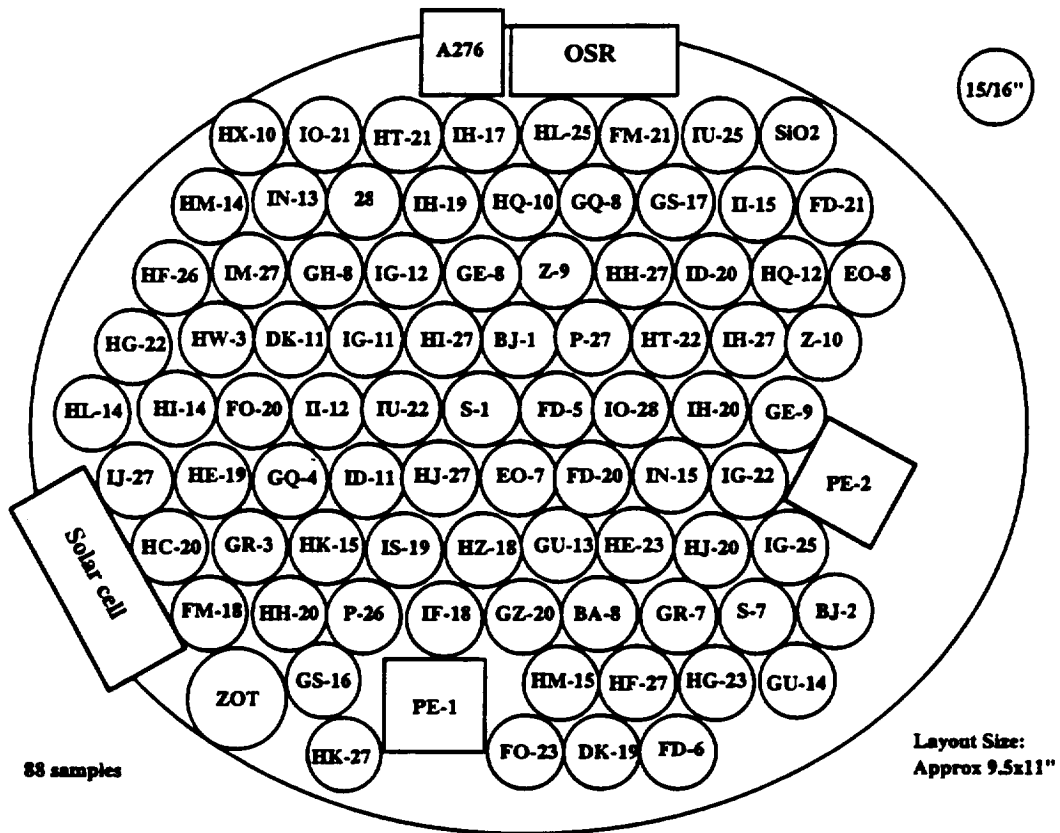 A276 OSR
15/16"
HX-10 IO-21 HT-21 IH-17 HL-25 FM-21 IU-25 SiO2
HM-14 IN-13 28 IH-19 HQ-10 GQ-8 GS-17 II-15 FD-21
HF-26 IM-27 GH-8 IG-12 GE-8 Z-9 HH-27 ID-20 HQ-12 EO-8
HG-22 HW-3 DK-11 IG-11 HI-27 BJ-1 P-27 HT-22 IH-27 Z-10
HL-14 HI-14 FO-20 II-12 IU-22 S-1 FD-5 IO-28 IH-20 GE-9
IJ-27 HE-19 GQ-4 ID-11 HJ-27 EO-7 FD-20 IN-15 IG-22 PE-2
Solar cell
HC-20 GR-3 HK-15 IS-19 HZ-18 GU-13 HE-23 HJ-20 IG-25
FM-18 HH-20 P-26 IF-18 GZ-20 BA-8 GR-7 S-7 BJ-2
ZOT GS-16 PE-1 HM-15 HF-27 HG-23 GU-14
HK-27 FO-23 DK-19 FD-6
88 samples
Layout Size:
Approx 9.5x11"